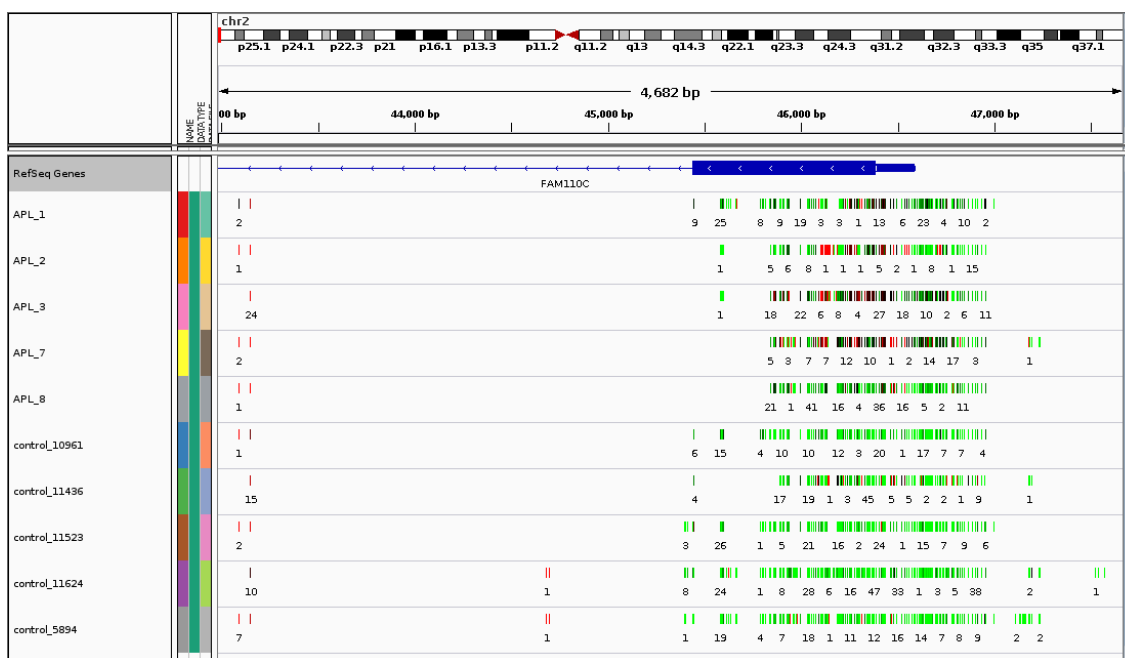 chr2
p25.1 p24.1 p22.3 p21 p16.1 p13.3 p11.2 q11.2 q13 q14.3 q22.1 q23.3 q24.3 q31.2 q32.3 q33.3 q35 q37.1
4,682 bp
NAME
DATA TYPE
00 bp 44,000 bp 45,000 bp 46,000 bp 47,000 bp
RefSeq Genes
FAM110C
APL_1
2 9 25 8 9 19 3 3 1 13 6 23 4 10 2
APL_2
1 1 5 6 8 1 1 1 5 2 1 8 1 15
APL_3
24 1 18 22 6 8 4 27 18 10 2 6 11
APL_7
2 5 3 7 7 12 10 1 2 14 17 3 1
APL_8
1 21 1 41 16 4 36 16 5 2 11
control_10961
1 6 15 4 10 10 12 3 20 1 17 7 7 4
control_11436
15 4 17 19 1 3 45 5 5 2 2 1 9 1
control_11523
2 3 26 1 5 21 16 2 24 1 15 7 9 6
control_11624
10 1 8 24 1 8 28 6 16 47 33 1 3 5 38 2 1
control_5894
7 1 1 19 4 7 18 1 11 12 16 14 7 8 9 2 2